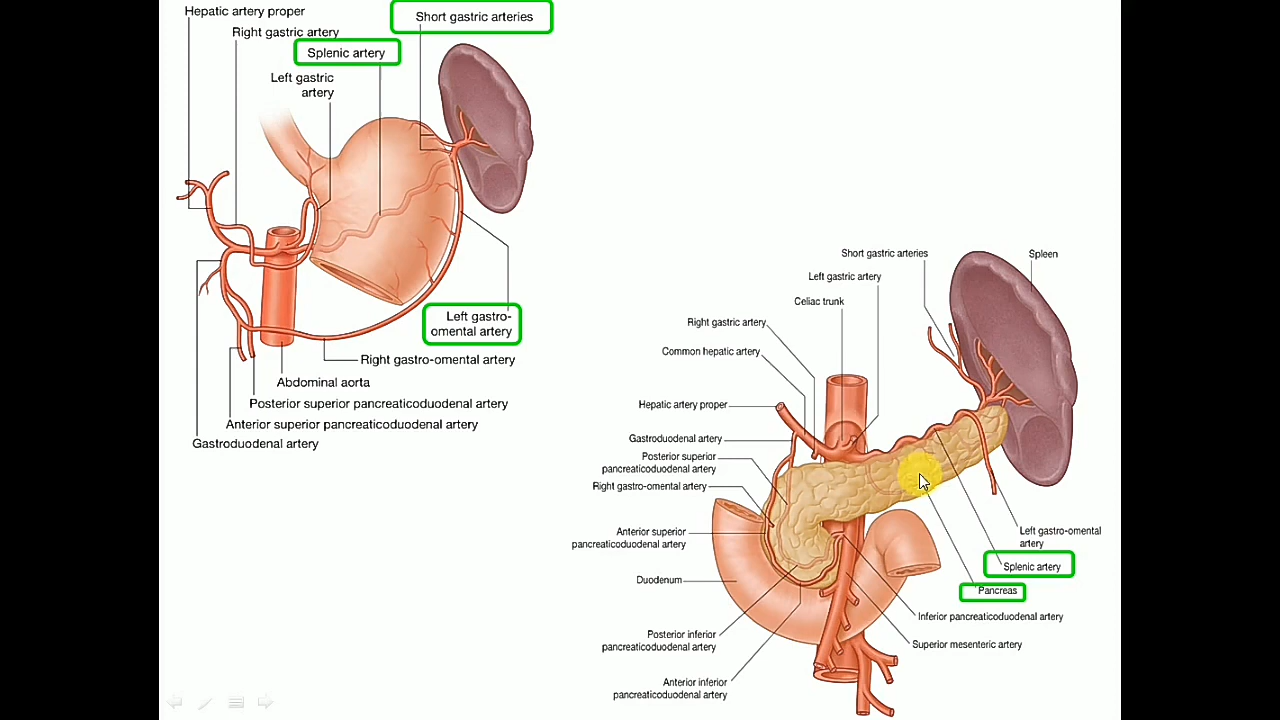 Hepatic artery proper
Short gastric arteries
Right gastric artery
Splenic artery
Left gastric
artery
Left gastro-
omental artery
Right gastro-omental artery
Abdominal aorta
Posterior superior pancreaticoduodenal artery
Anterior superior pancreaticoduodenal artery
Gastroduodenal artery
Short gastric arteries
Spleen
Left gastric artery
Celiac trunk
Right gastric artery
Common hepatic artery
Hepatic artery proper
Gastroduodenal artery
Posterior superior
pancreaticoduodenal artery
Right gastro-omental artery
Anterior superior
pancreaticoduodenal artery
Duodenum
Posterior inferior
pancreaticoduodenal artery
Anterior inferior
pancreaticoduodenal artery
Left gastro-omental
artery
Splenic artery
Pancreas
Inferior pancreaticoduodenal artery
Superior mesenteric artery